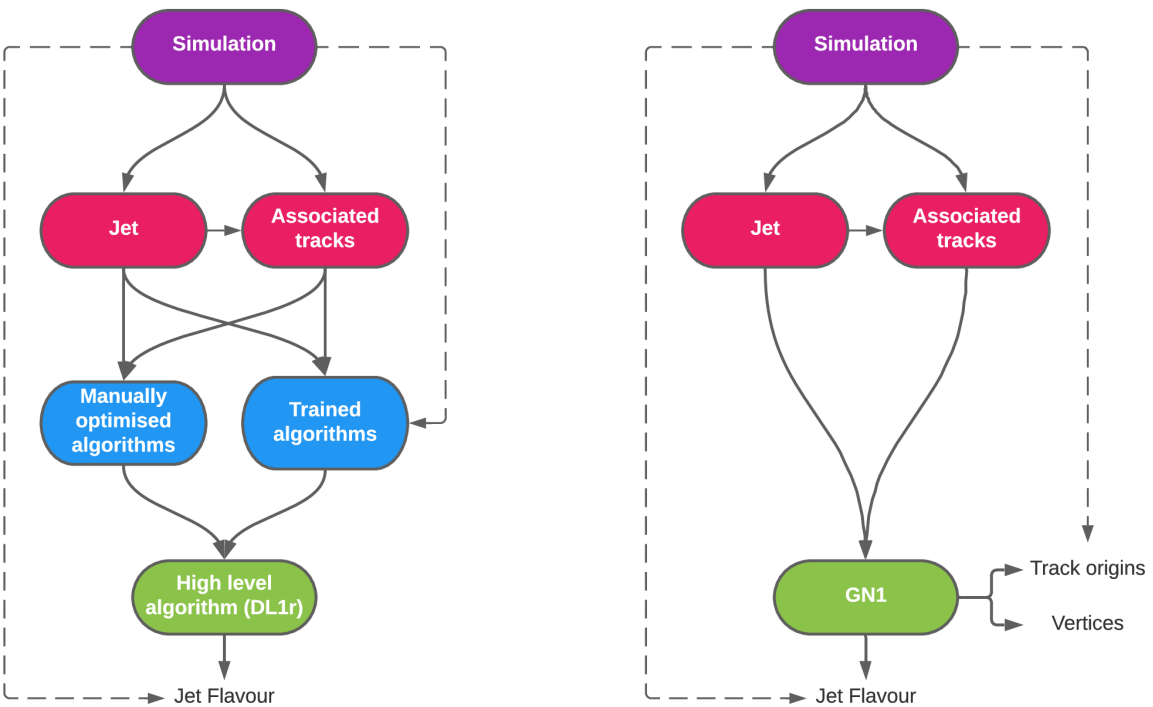 Simulation
Jet
Associated
tracks
Manually
optimised
algorithms
Trained
algorithms
High level
algorithm (DL1r)
Jet Flavour
Simulation
Jet
Associated
tracks
GN1
Track origins
Vertices
Jet Flavour